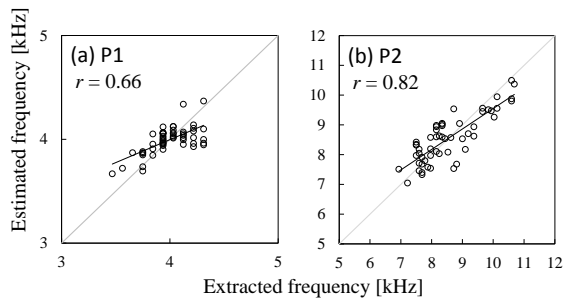 Estimated frequency [kHz]
(a) P1
r = 0.66
5
4
3
3
4
5
(b) P2
r = 0.82
12
11
10
9
8
7
6
5
5 6 7 8 9 10 11 12
Extracted frequency [kHz]